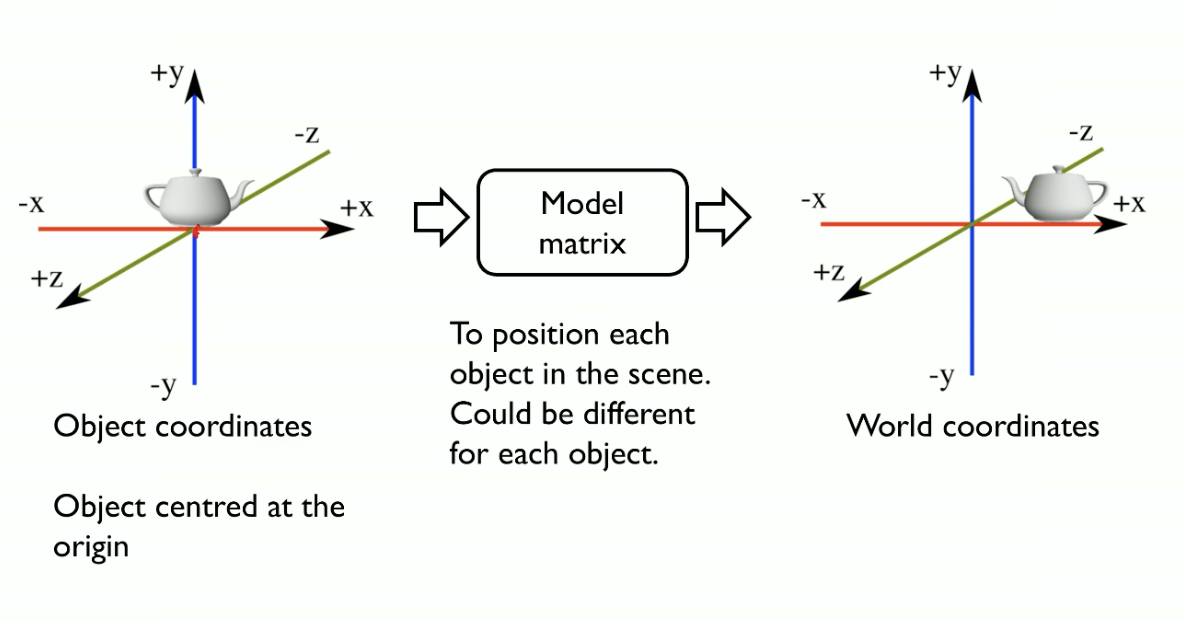 +y
-z
-x
+x
+z
-y
Object coordinates
Object centred at the
origin
Model
matrix
To position each
object in the scene.
Could be different
for each object.
+y
-z
-x
+x
+z
-y
World coordinates